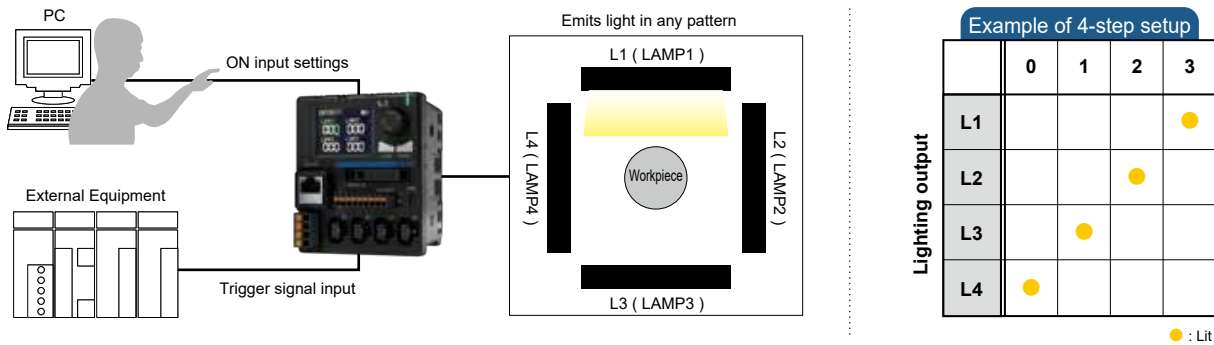 PC
ON input settings
External Equipment
Trigger signal input
Emits light in any pattern
L1 ( LAMP1 )
L4 ( LAMP4 )
Workpiece
L2 ( LAMP2 )
L3 ( LAMP3 )
Example of 4-step setup
0 1 2 3
Lighting output
L1
L2
L3
L4
: Lit